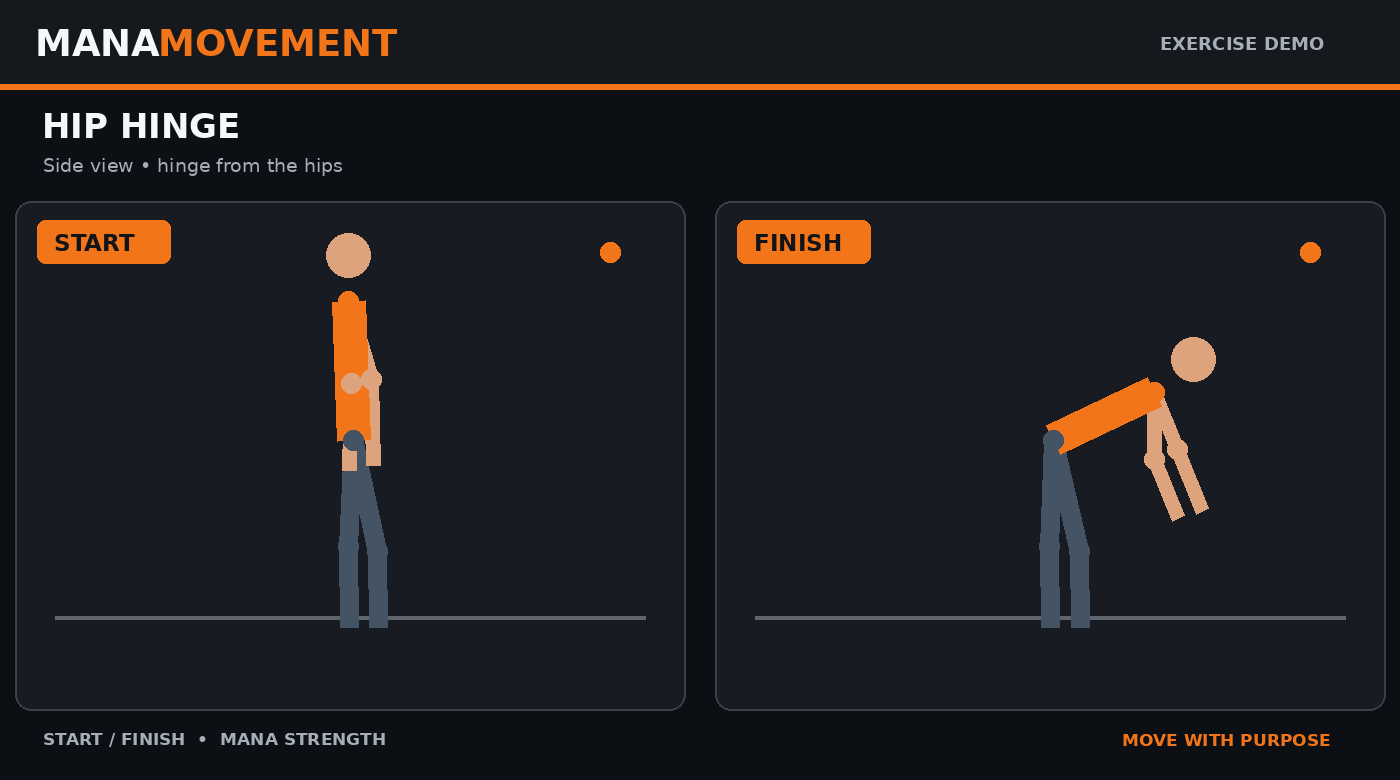 MANAMOVEMENT
EXERCISE DEMO
HIP HINGE
Side view • hinge from the hips
START
FINISH
START / FINISH • MANA STRENGTH
MOVE WITH PURPOSE